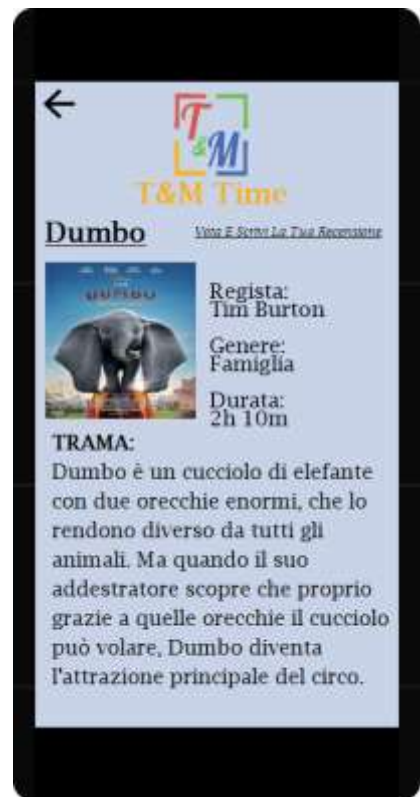 T
&
M
T&M Time
Dumbo
Vota E Scrivi La Tua Recensione
DUMBO
Regista:
Tim Burton
Genere:
Famiglia
Durata:
2h 10m
TRAMA:
Dumbo è un cucciolo di elefante
con due orecchie enormi, che lo
rendono diverso da tutti gli
animali. Ma quando il suo
addestratore scopre che proprio
grazie a quelle orecchie il cucciolo
può volare, Dumbo diventa
l'attrazione principale del circo.